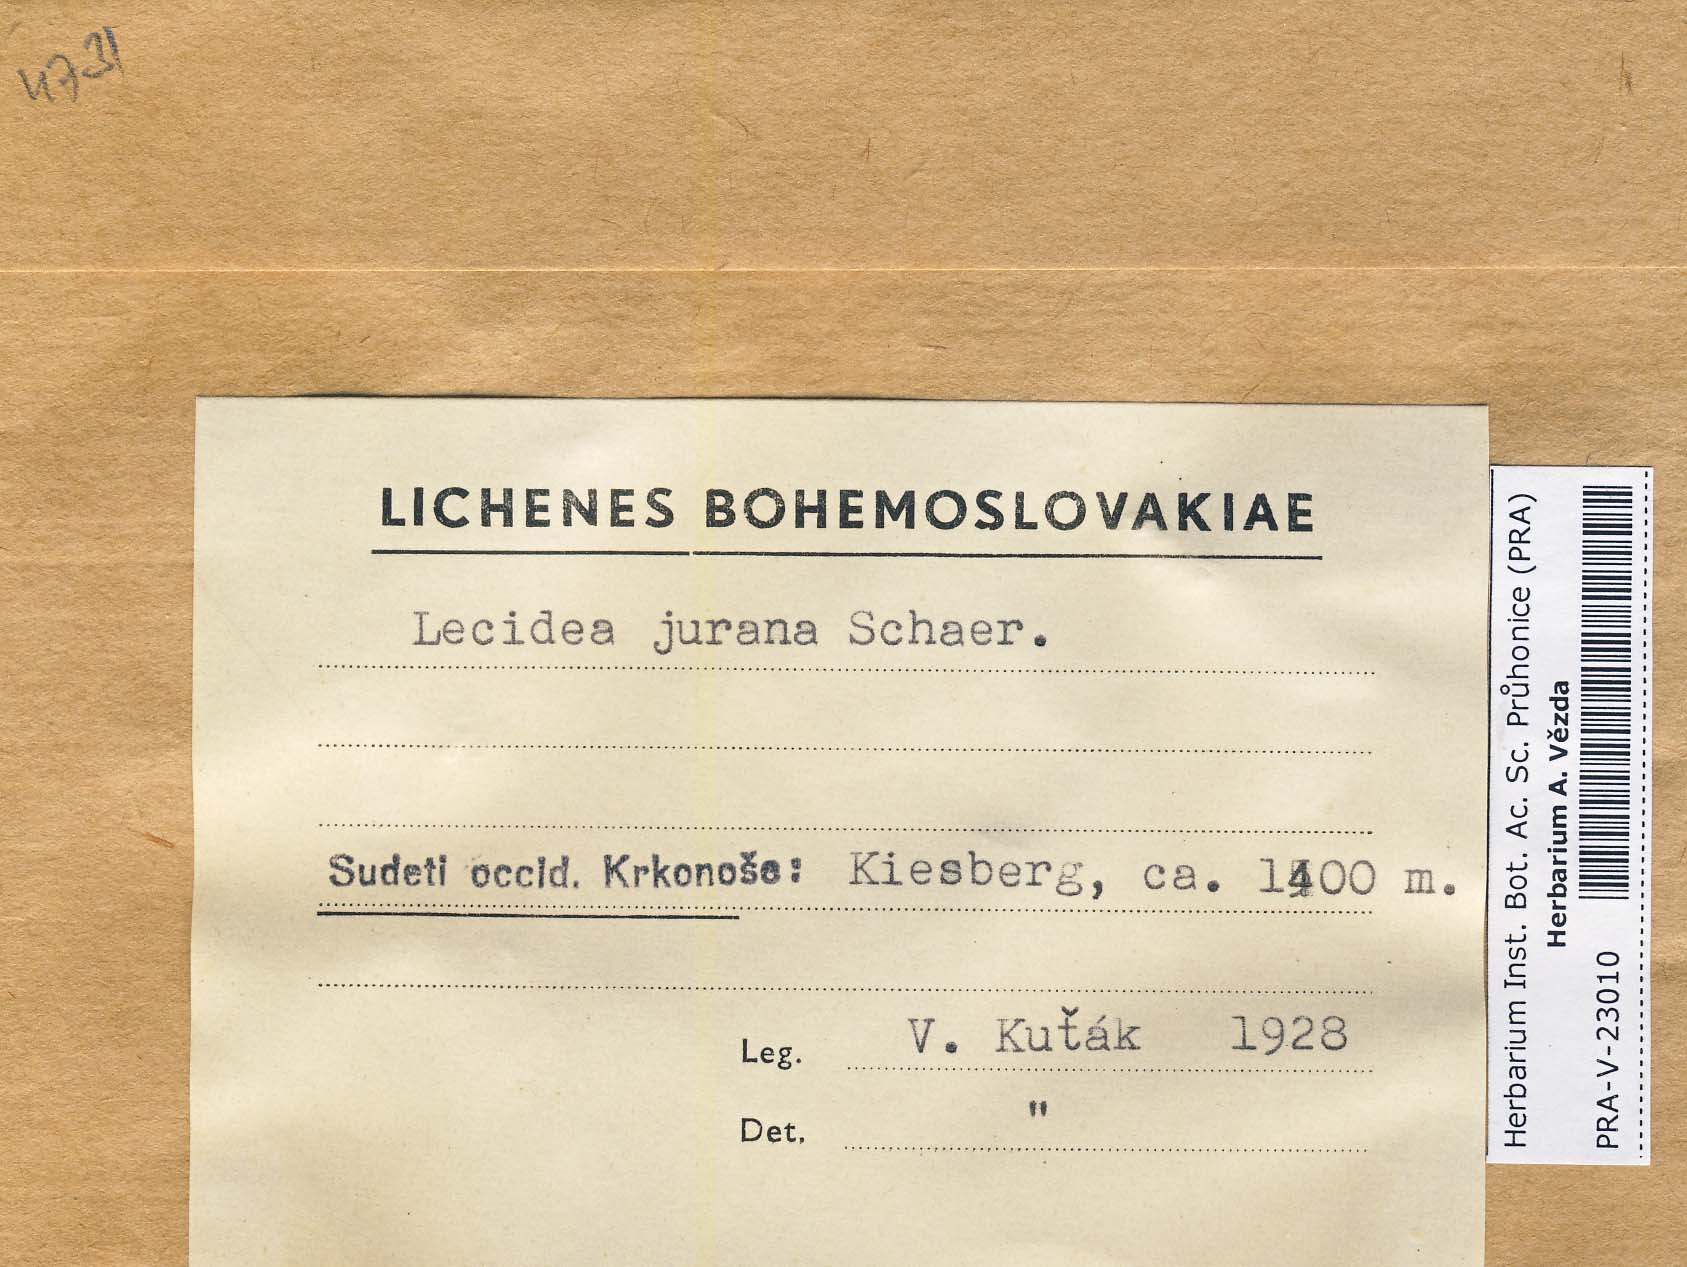 4731
LICHENES BOHEMOSLOVAKIAE
Lecidea jurana Schaer.
Sudeti occid. Krkonoše: Kiesberg, ca. 1400 m.
Leg. V. Kuťák 1928
Det. "
Herbarium Inst. Bot. Ac. Sc. Průhonice (PRA)
Herbarium A. Vězda
PRA-V-23010